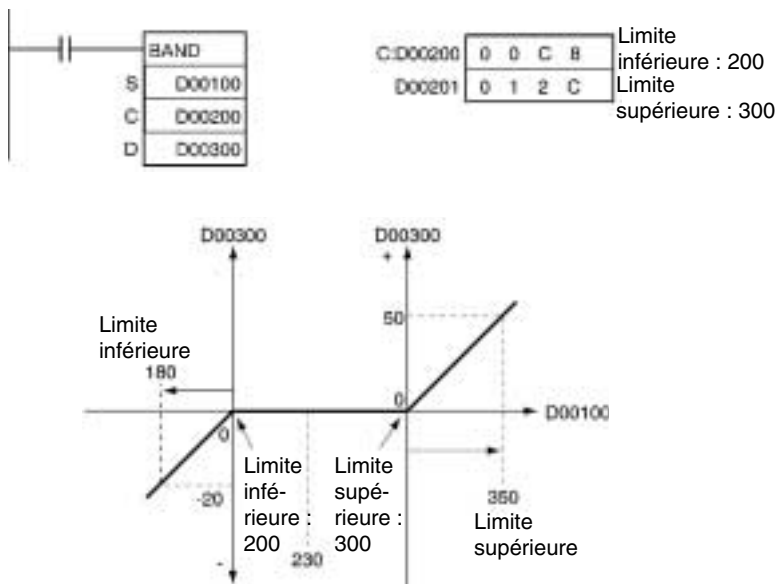 BAND
S D00100
C D00200
D D00300
C:D00200 0 0 C 8
Limite
inférieure : 200
D00201 0 1 2 C
Limite
supérieure : 300
D00300
D00300
+
50
Limite
inférieure
180
0
0
D00100
-20
Limite
infé-
rieure :
200
230
Limite
supé-
rieure :
300
350
Limite
supérieure
-